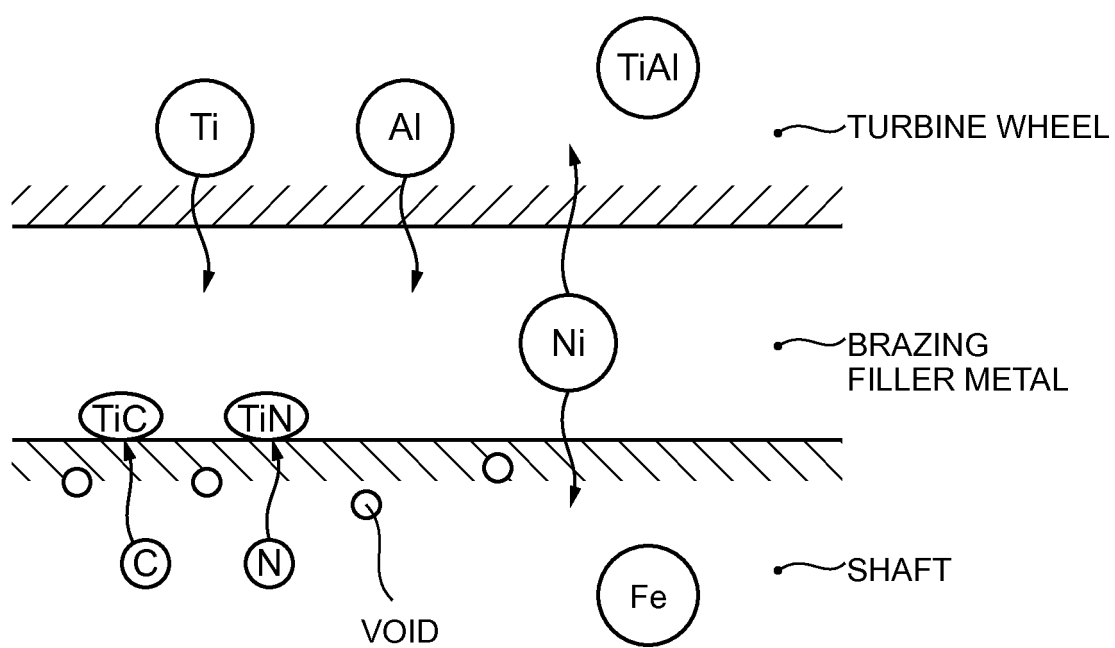 TiAl
Ti
Al
TURBINE WHEEL
Ni
BRAZING
FILLER METAL
TiC
TiN
C
N
SHAFT
Fe
VOID